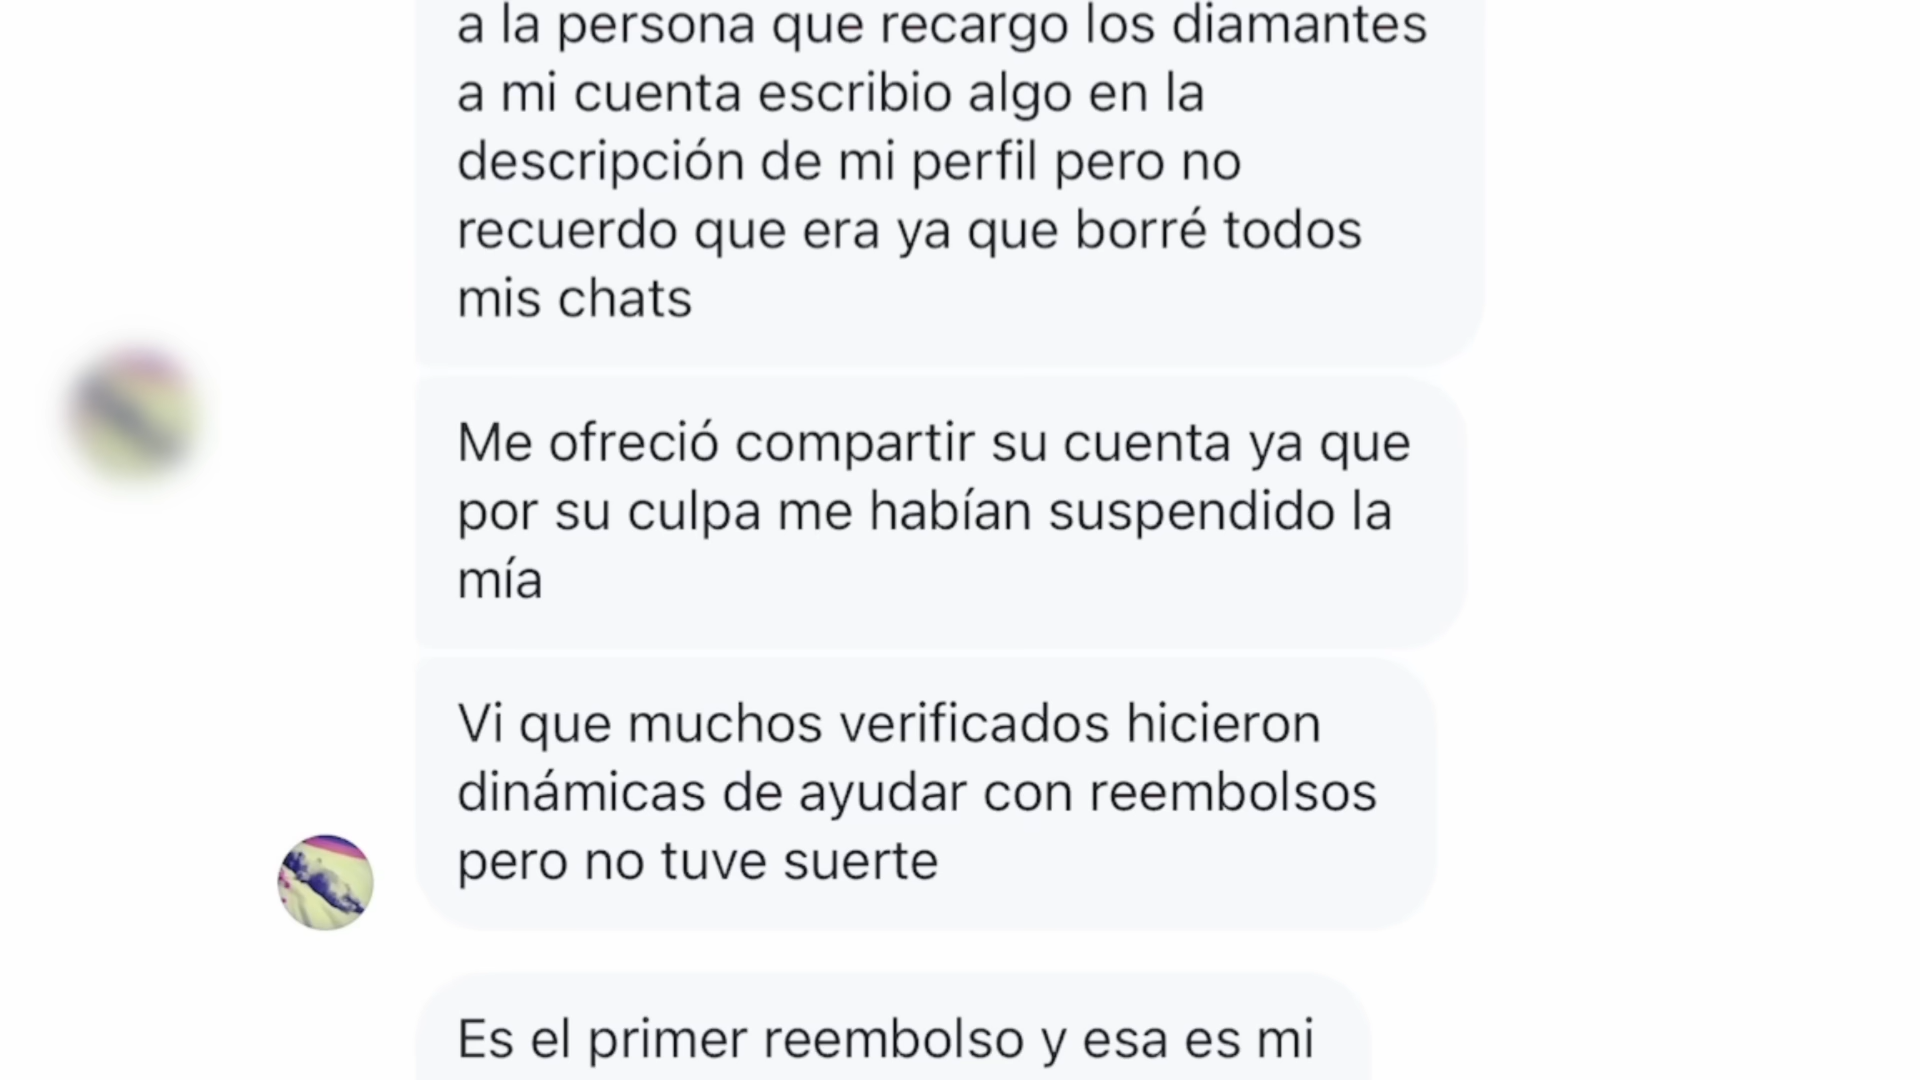 a la persona que recargo los diamantes
a mi cuenta escribio algo en la
descripción de mi perfil pero no
recuerdo que era ya que borré todos
mis chats
Me ofreció compartir su cuenta ya que
por su culpa me habían suspendido la
mía
Vi que muchos verificados hicieron
dinámicas de ayudar con reembolsos
pero no tuve suerte
Es el primer reembolso y esa es mi